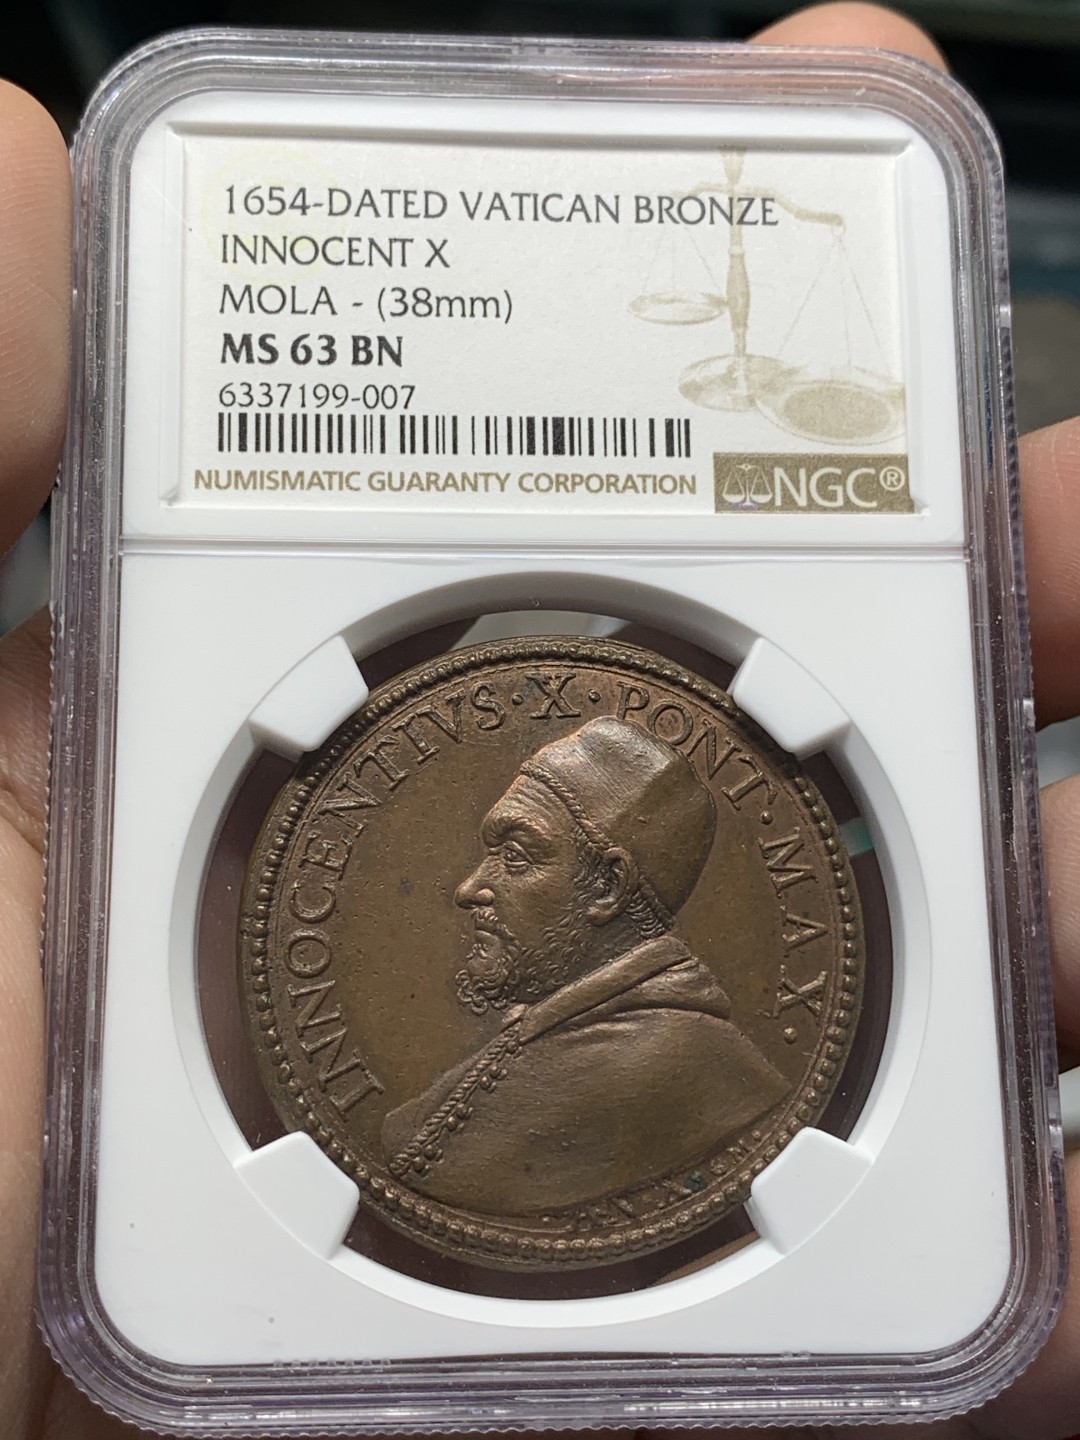 1654-DATED VATICAN BRONZE
INNOCENT X
MOLA - (38mm)
MS 63 BN
6337199-007
NUMISMATIC GUARANTY CORPORATION
NGC®
INNOCENTIVS · X · PONT · MAX ·